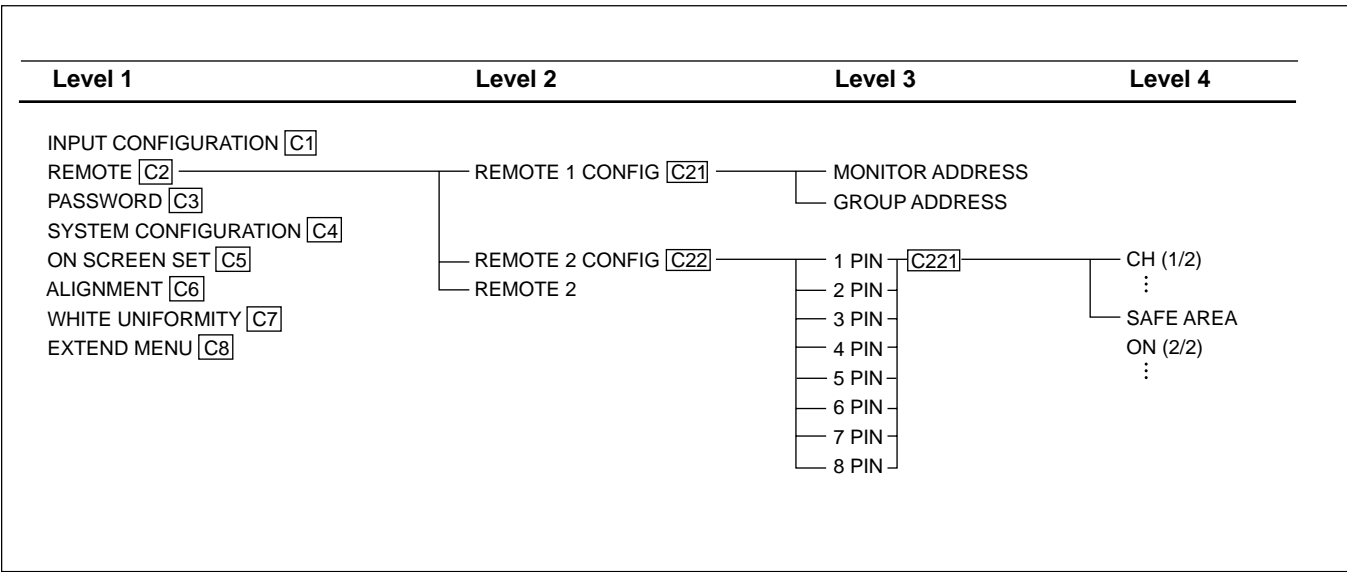 Level 1 Level 2 Level 3 Level 4
INPUT CONFIGURATION C1
REMOTE C2 REMOTE 1 CONFIG C21 MONITOR ADDRESS
PASSWORD C3 GROUP ADDRESS
SYSTEM CONFIGURATION C4
ON SCREEN SET C5 REMOTE 2 CONFIG C22 1 PIN C221 CH (1/2)
ALIGNMENT C6 REMOTE 2 2 PIN ⋮
WHITE UNIFORMITY C7 3 PIN SAFE AREA
EXTEND MENU C8 4 PIN ON (2/2)
5 PIN ⋮
6 PIN
7 PIN
8 PIN